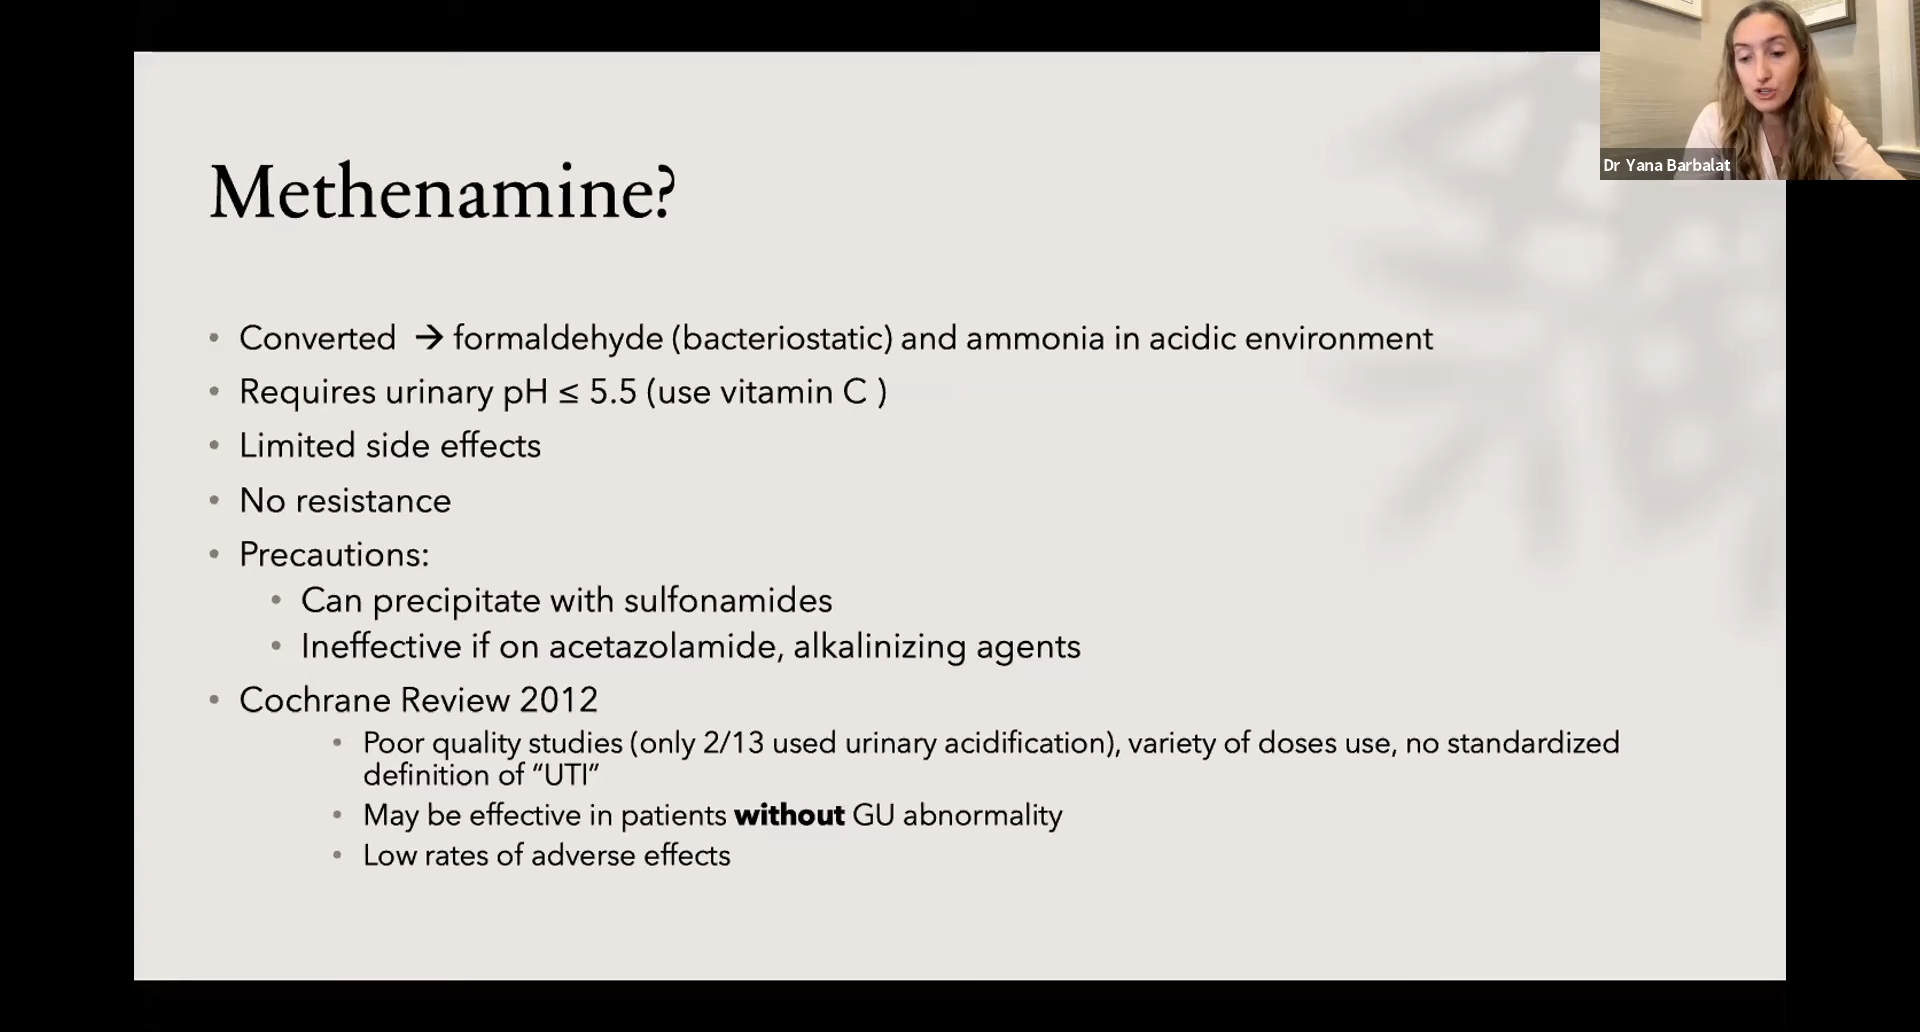 Dr Yana Barbalat
Methenamine?
• Converted → formaldehyde (bacteriostatic) and ammonia in acidic environment
• Requires urinary pH ≤ 5.5 (use vitamin C )
• Limited side effects
• No resistance
• Precautions:
• Can precipitate with sulfonamides
• Ineffective if on acetazolamide, alkalinizing agents
• Cochrane Review 2012
• Poor quality studies (only 2/13 used urinary acidification), variety of doses use, no standardized
definition of “UTI”
• May be effective in patients without GU abnormality
• Low rates of adverse effects